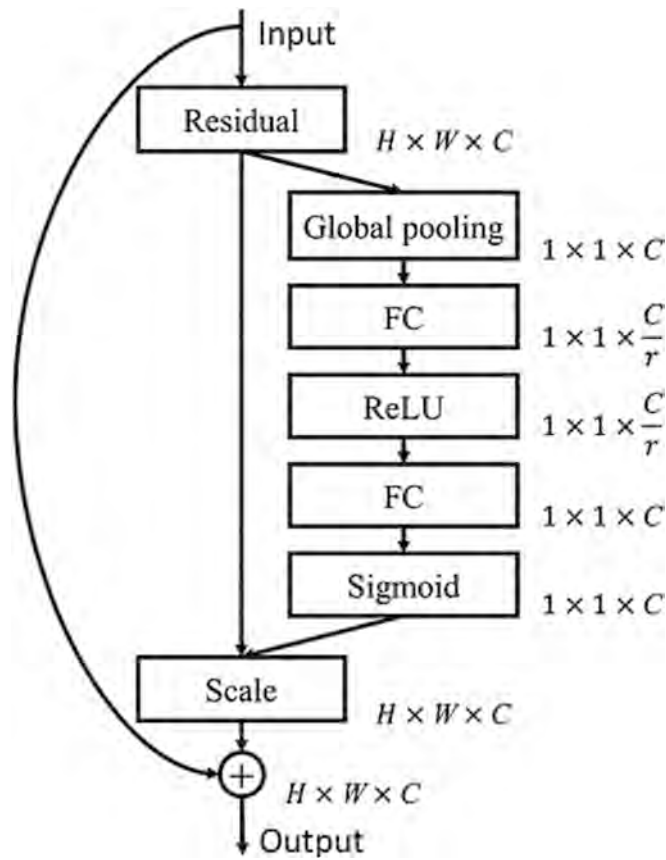 Input
Residual
H × W × C
Global pooling
1 × 1 × C
FC
1 × 1 × C/r
ReLU
1 × 1 × C/r
FC
1 × 1 × C
Sigmoid
1 × 1 × C
Scale
H × W × C
+
H × W × C
Output